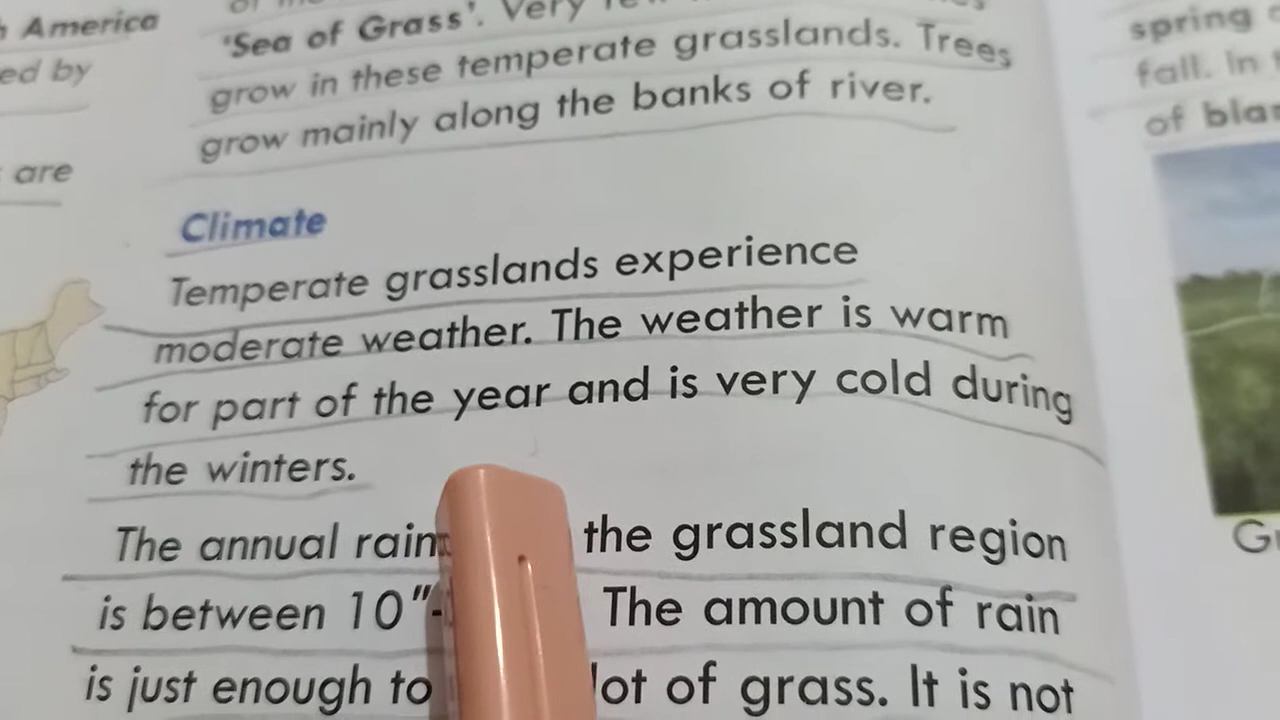 America
ed by
are
'Sea of Grass'. Very
grow in these temperate grasslands. Trees
grow mainly along the banks of river.
Climate
Temperate grasslands experience
moderate weather. The weather is warm
for part of the year and is very cold during
the winters.
The annual rain the grassland region
is between 10"- The amount of rain
is just enough to lot of grass. It is not
spring
fall. In
of